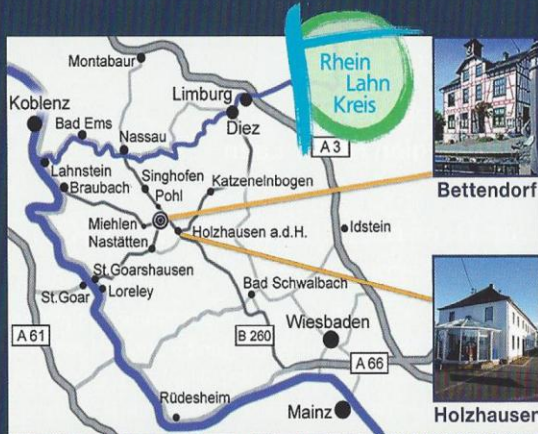 Rhein
Lahn
Kreis
Montabaur
Koblenz
Limburg
Bad Ems
Diez
Nassau
A 3
Lahnstein
Singhofen
Katzenelnbogen
Braubach
Pohl
Bettendorf
Miehlen
Holzhausen a.d.H.
Idstein
Nastätten
St.Goarshausen
St.Goar
Loreley
Bad Schwalbach
A 61
B 260
Wiesbaden
A 66
Rüdesheim
Mainz
Holzhausen